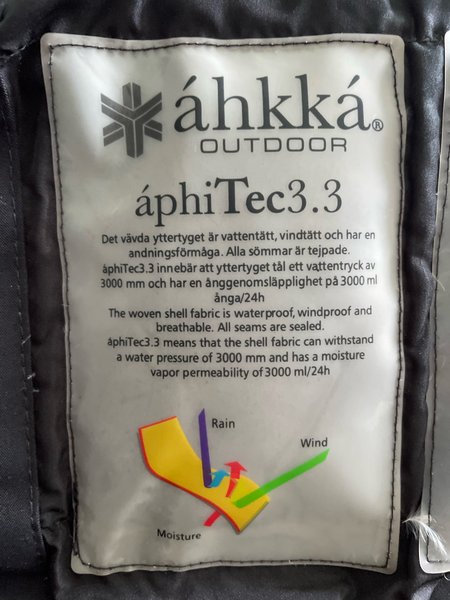 áhkká®
OUTDOOR
áphiTec3.3
Det vävda yttertyget är vattentätt, vindtätt och har en
andningsförmåga. Alla sömmar är tejpade.
áphiTec3.3 innebär att yttertyget tål ett vattentryck av
3000 mm och har en ånggenomsläpplighet på 3000 ml
ånga/24h
The woven shell fabric is waterproof, windproof and
breathable. All seams are sealed.
áphiTec3.3 means that the shell fabric can withstand
a water pressure of 3000 mm and has a moisture
vapor permeability of 3000 ml/24h
Rain
Wind
Moisture